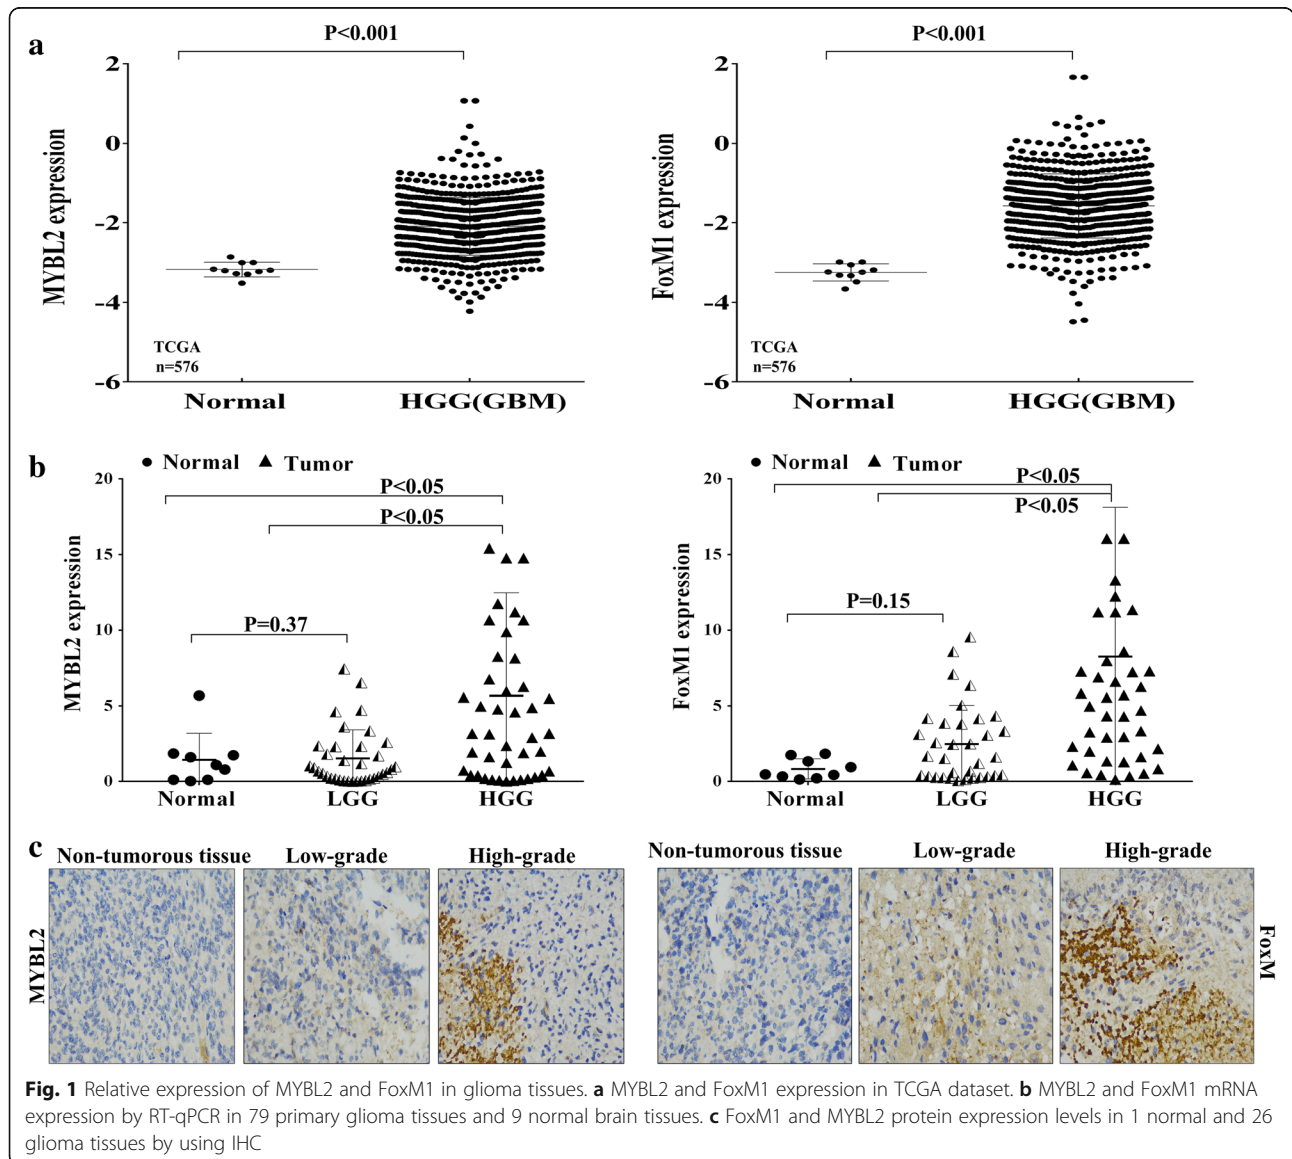 a
P<0.001
MYBL2 expression
2
0
−2
−4
−6
TCGA
n=576
Normal
HGG(GBM)
P<0.001
FoxM1 expression
2
0
−2
−4
−6
TCGA
n=576
Normal
HGG(GBM)
b
Normal
Tumor
MYBL2 expression
20
15
10
5
0
P<0.05
P<0.05
P=0.37
Normal
LGG
HGG
Normal
Tumor
FoxM1 expression
20
15
10
5
0
P<0.05
P<0.05
P=0.15
Normal
LGG
HGG
c
Non-tumorous tissue
Low-grade
High-grade
MYBL2
Non-tumorous tissue
Low-grade
High-grade
FoxM
Fig. 1 Relative expression of MYBL2 and FoxM1 in glioma tissues. a MYBL2 and FoxM1 expression in TCGA dataset. b MYBL2 and FoxM1 mRNA
expression by RT-qPCR in 79 primary glioma tissues and 9 normal brain tissues. c FoxM1 and MYBL2 protein expression levels in 1 normal and 26
glioma tissues by using IHC